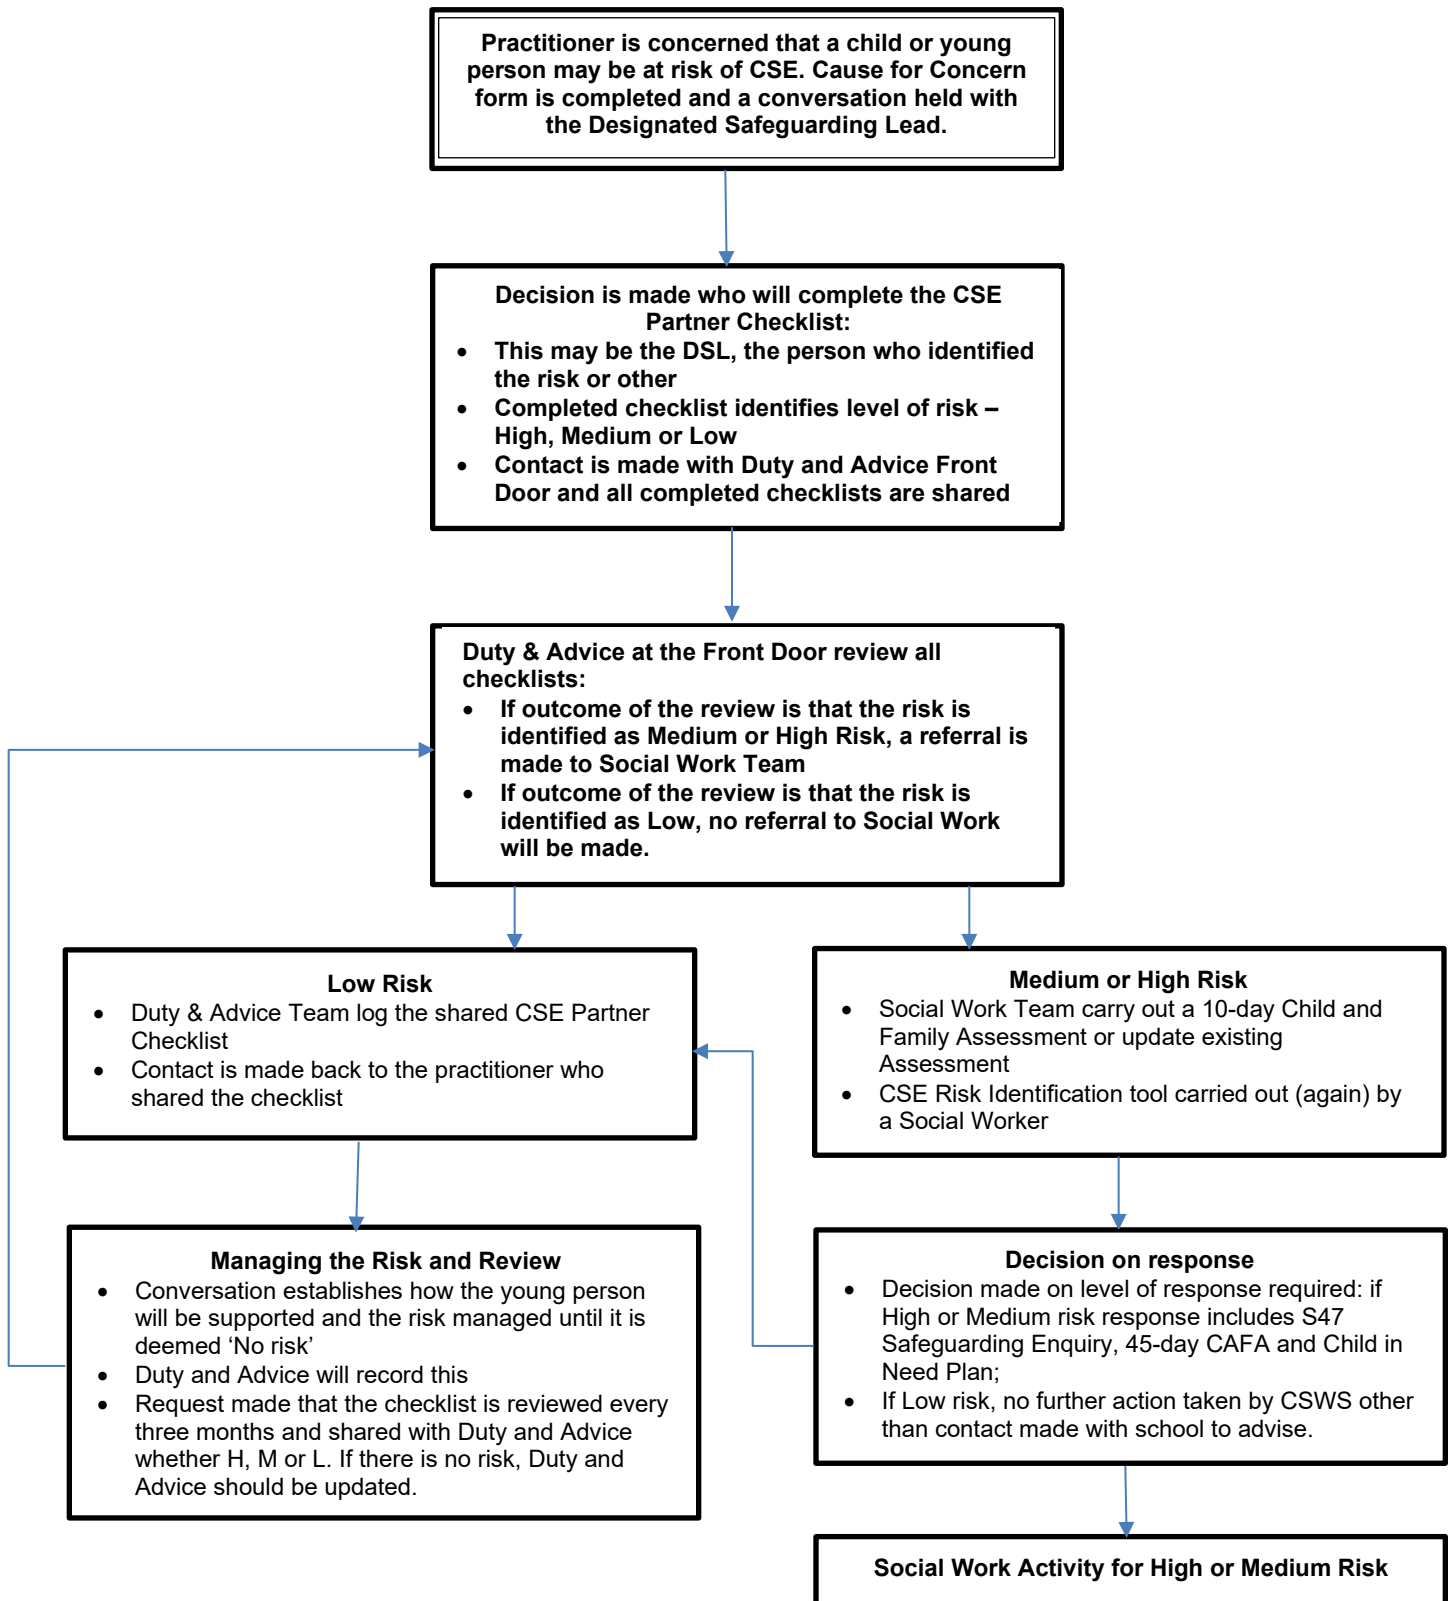 Practitioner is concerned that a child or young
person may be at risk of CSE. Cause for Concern
form is completed and a conversation held with
the Designated Safeguarding Lead.
Decision is made who will complete the CSE
Partner Checklist:
• This may be the DSL, the person who identified
the risk or other
• Completed checklist identifies level of risk –
High, Medium or Low
• Contact is made with Duty and Advice Front
Door and all completed checklists are shared
Duty & Advice at the Front Door review all
checklists:
• If outcome of the review is that the risk is
identified as Medium or High Risk, a referral is
made to Social Work Team
• If outcome of the review is that the risk is
identified as Low, no referral to Social Work
will be made.
Low Risk
• Duty & Advice Team log the shared CSE Partner
Checklist
• Contact is made back to the practitioner who
shared the checklist
Medium or High Risk
• Social Work Team carry out a 10-day Child and
Family Assessment or update existing
Assessment
• CSE Risk Identification tool carried out (again) by
a Social Worker
Managing the Risk and Review
• Conversation establishes how the young person
will be supported and the risk managed until it is
deemed ‘No risk’
• Duty and Advice will record this
• Request made that the checklist is reviewed every
three months and shared with Duty and Advice
whether H, M or L. If there is no risk, Duty and
Advice should be updated.
Decision on response
• Decision made on level of response required: if
High or Medium risk response includes S47
Safeguarding Enquiry, 45-day CAFA and Child in
Need Plan;
• If Low risk, no further action taken by CSWS other
than contact made with school to advise.
Social Work Activity for High or Medium Risk